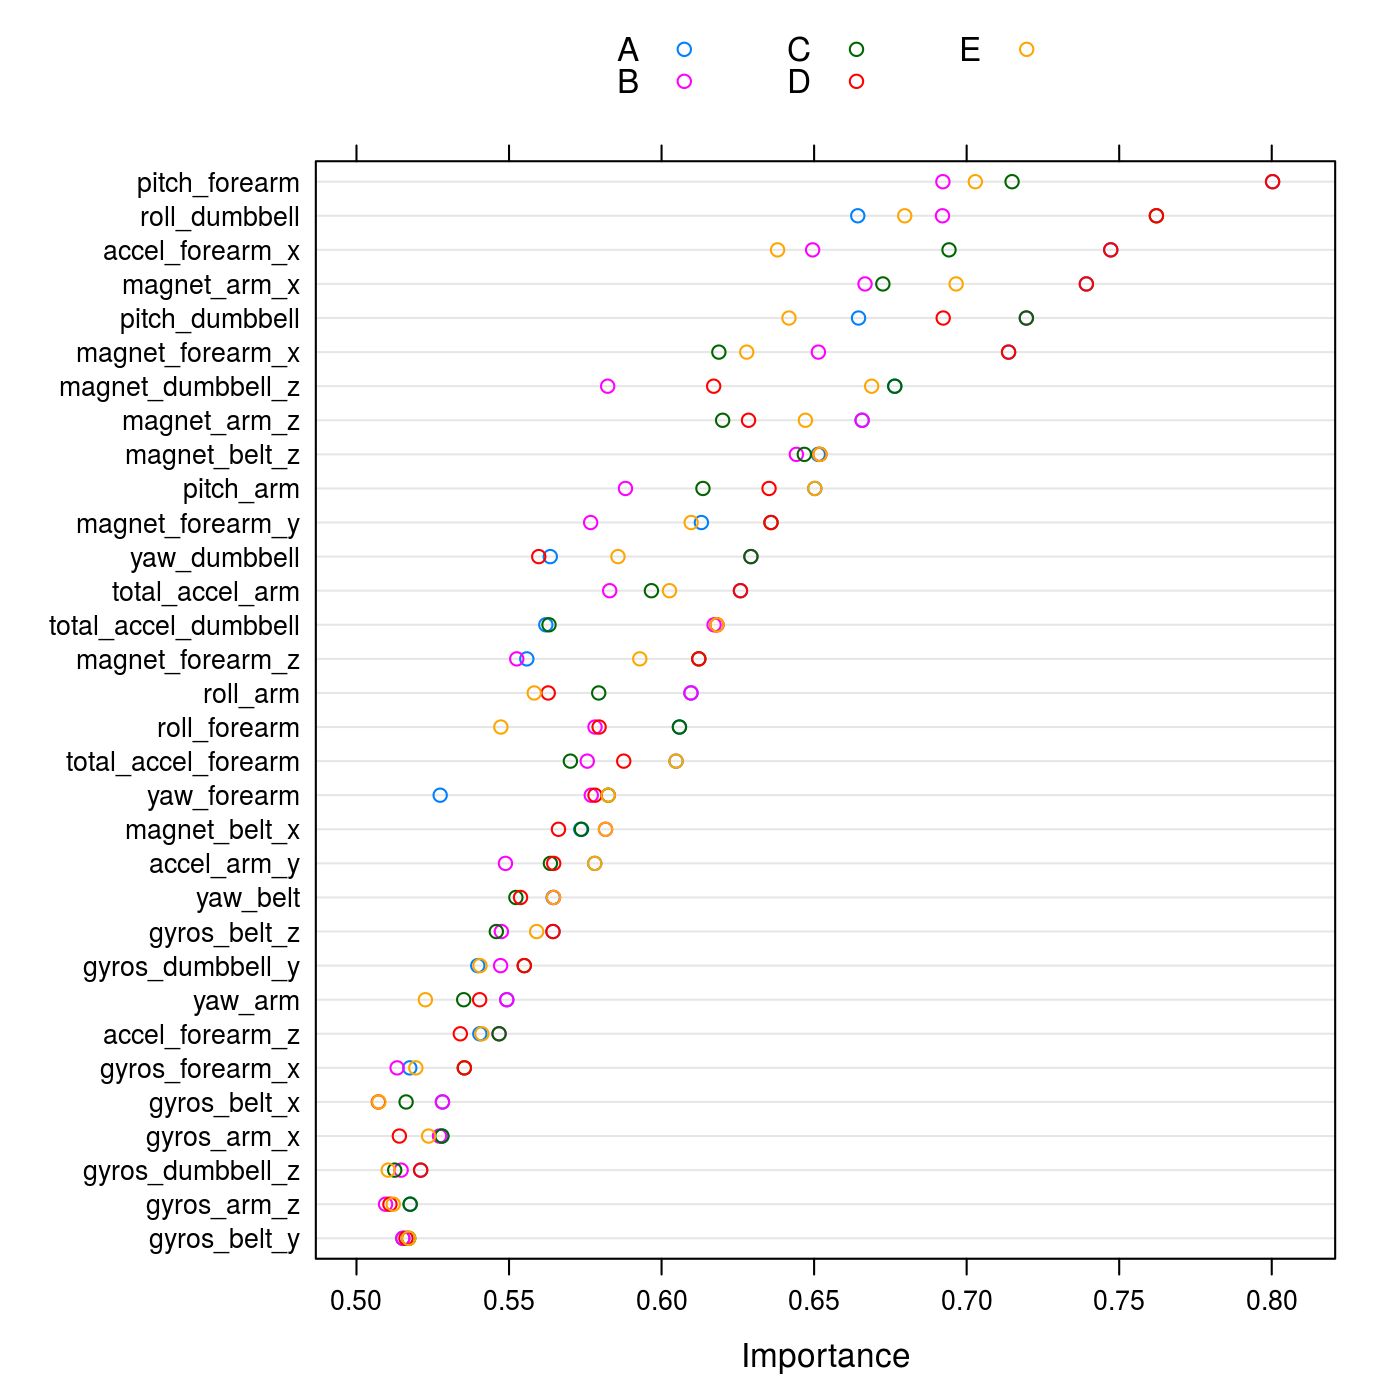 A C E
B D
pitch_forearm
roll_dumbbell
accel_forearm_x
magnet_arm_x
pitch_dumbbell
magnet_forearm_x
magnet_dumbbell_z
magnet_arm_z
magnet_belt_z
pitch_arm
magnet_forearm_y
yaw_dumbbell
total_accel_arm
total_accel_dumbbell
magnet_forearm_z
roll_arm
roll_forearm
total_accel_forearm
yaw_forearm
magnet_belt_x
accel_arm_y
yaw_belt
gyros_belt_z
gyros_dumbbell_y
yaw_arm
accel_forearm_z
gyros_forearm_x
gyros_belt_x
gyros_arm_x
gyros_dumbbell_z
gyros_arm_z
gyros_belt_y
0.50 0.55 0.60 0.65 0.70 0.75 0.80
Importance